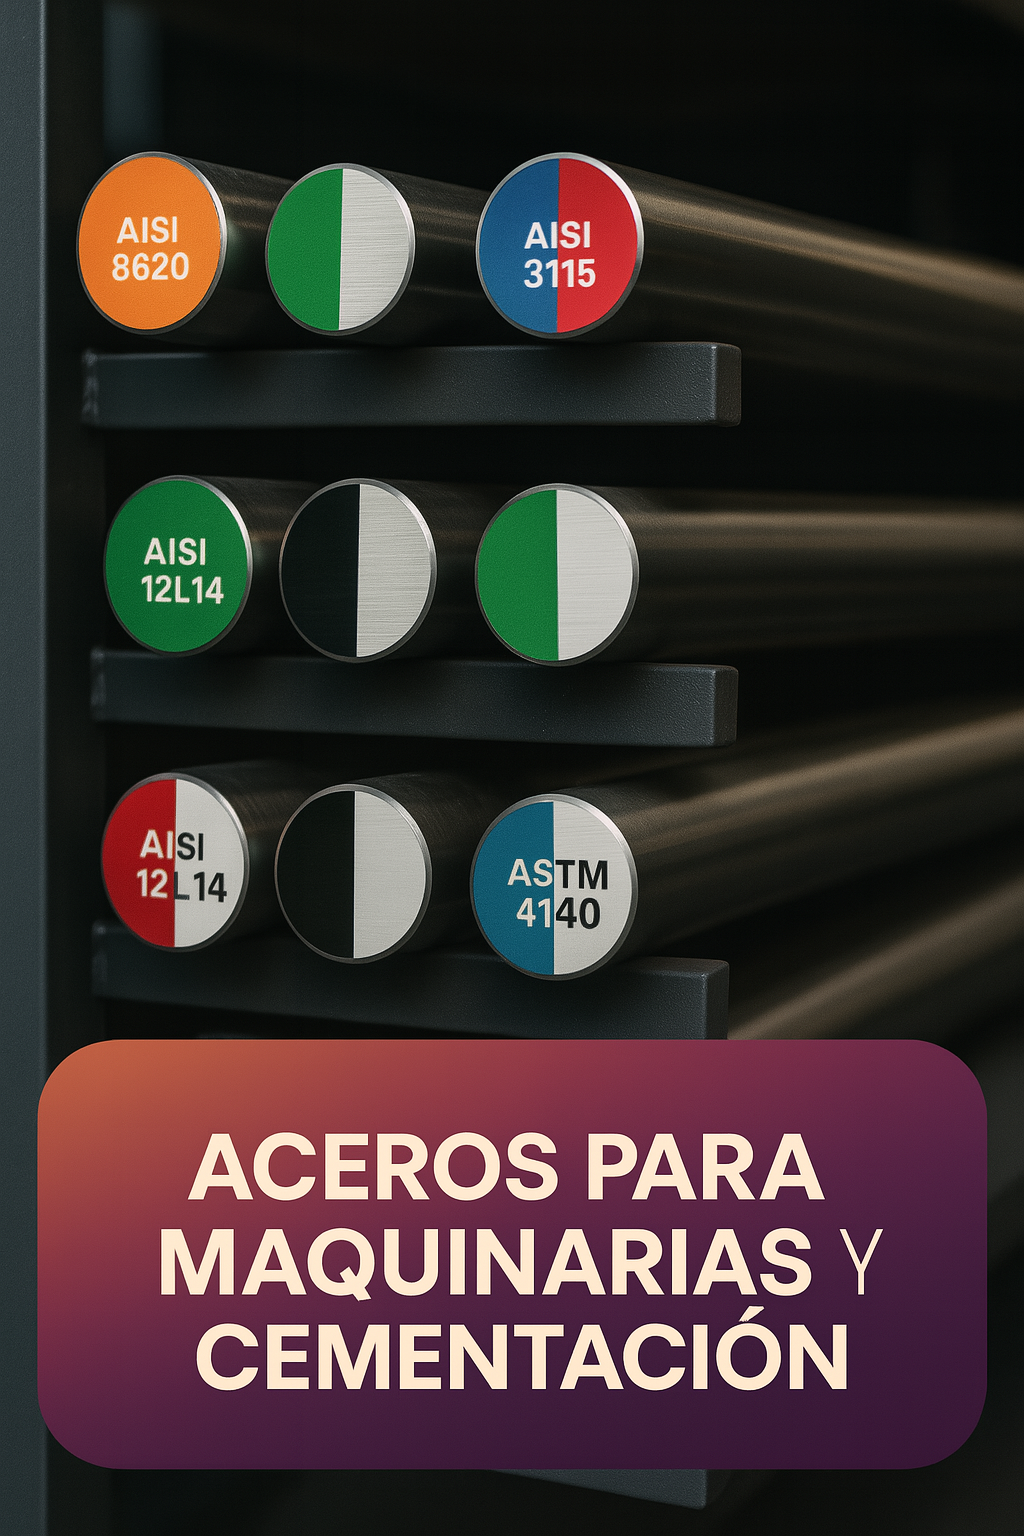 AISI
8620
AISI
3115
AISI
12L14
AISI
12L14
ASTM
4140
ACEROS PARA
MAQUINARIAS Y
CEMENTACIÓN